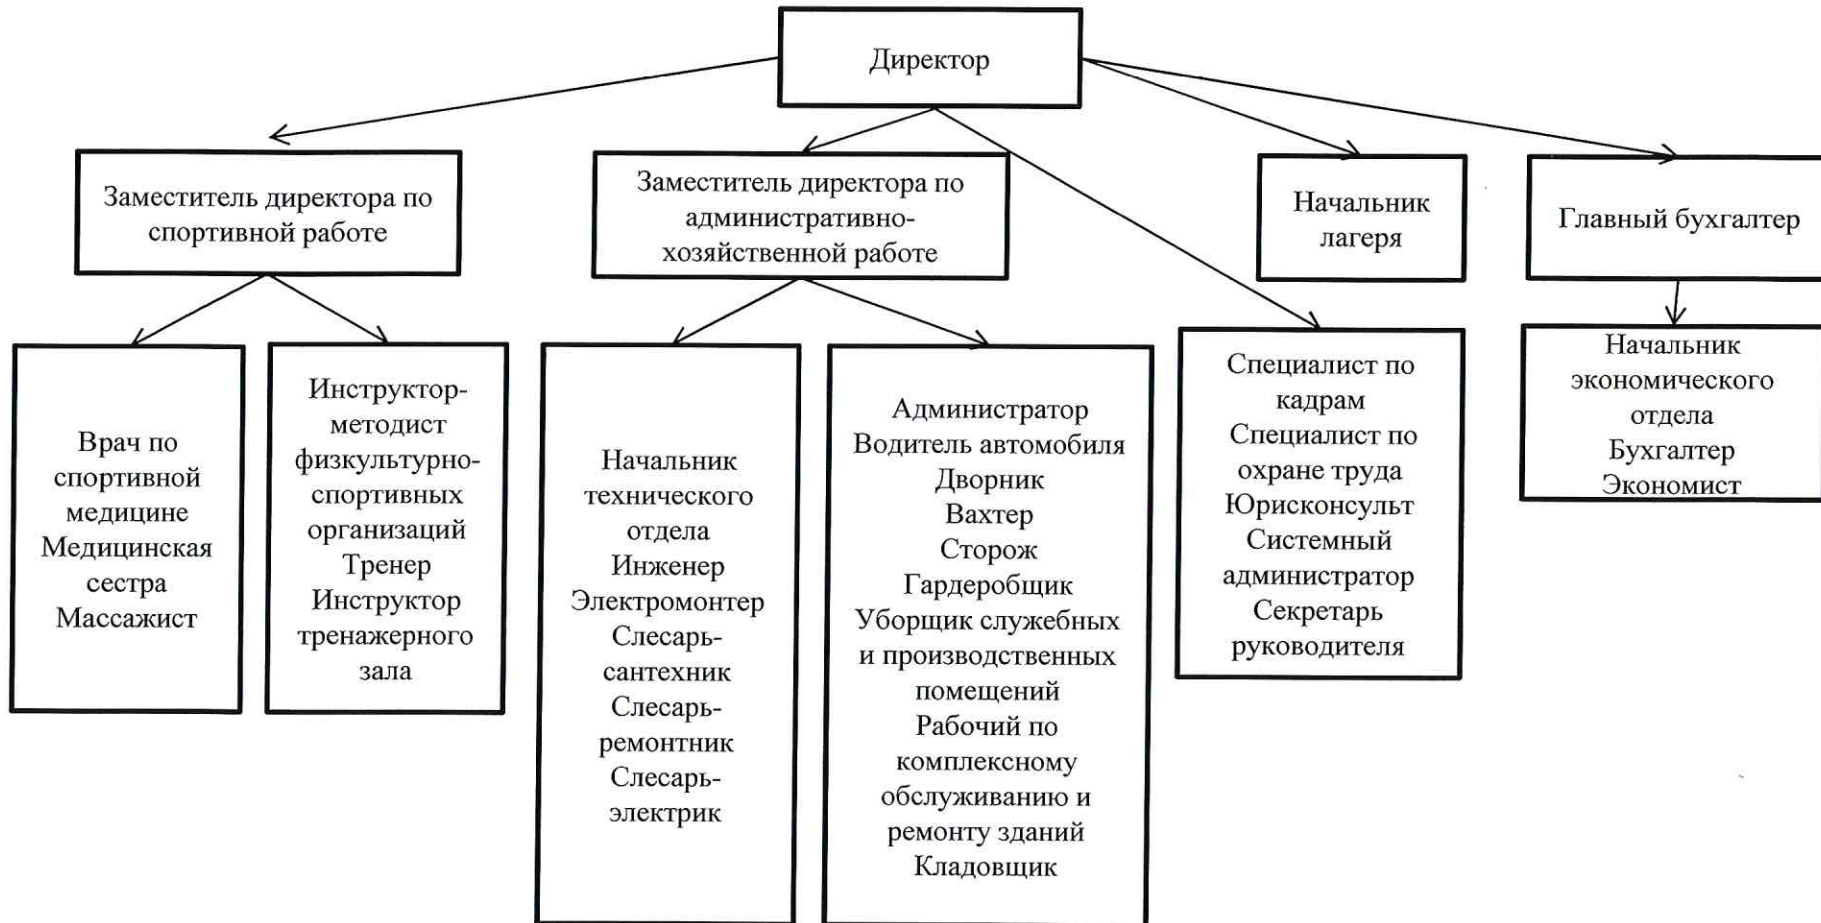 Директор
Заместитель директора по
спортивной работе
Заместитель директора по
административно-
хозяйственной работе
Начальник
лагеря
Главный бухгалтер
Врач по
спортивной
медицине
Медицинская
сестра
Массажист
Инструктор-
методист
физкультурно-
спортивных
организаций
Тренер
Инструктор
тренажерного
зала
Начальник
технического
отдела
Инженер
Электромонтер
Слесарь-
сантехник
Слесарь-
ремонтник
Слесарь-
электрик
Администратор
Водитель автомобиля
Дворник
Вахтер
Сторож
Гардеробщик
Уборщик служебных
и производственных
помещений
Рабочий по
комплексному
обслуживанию и
ремонту зданий
Кладовщик
Специалист по
кадрам
Специалист по
охране труда
Юрисконсульт
Системный
администратор
Секретарь
руководителя
Начальник
экономического
отдела
Бухгалтер
Экономист